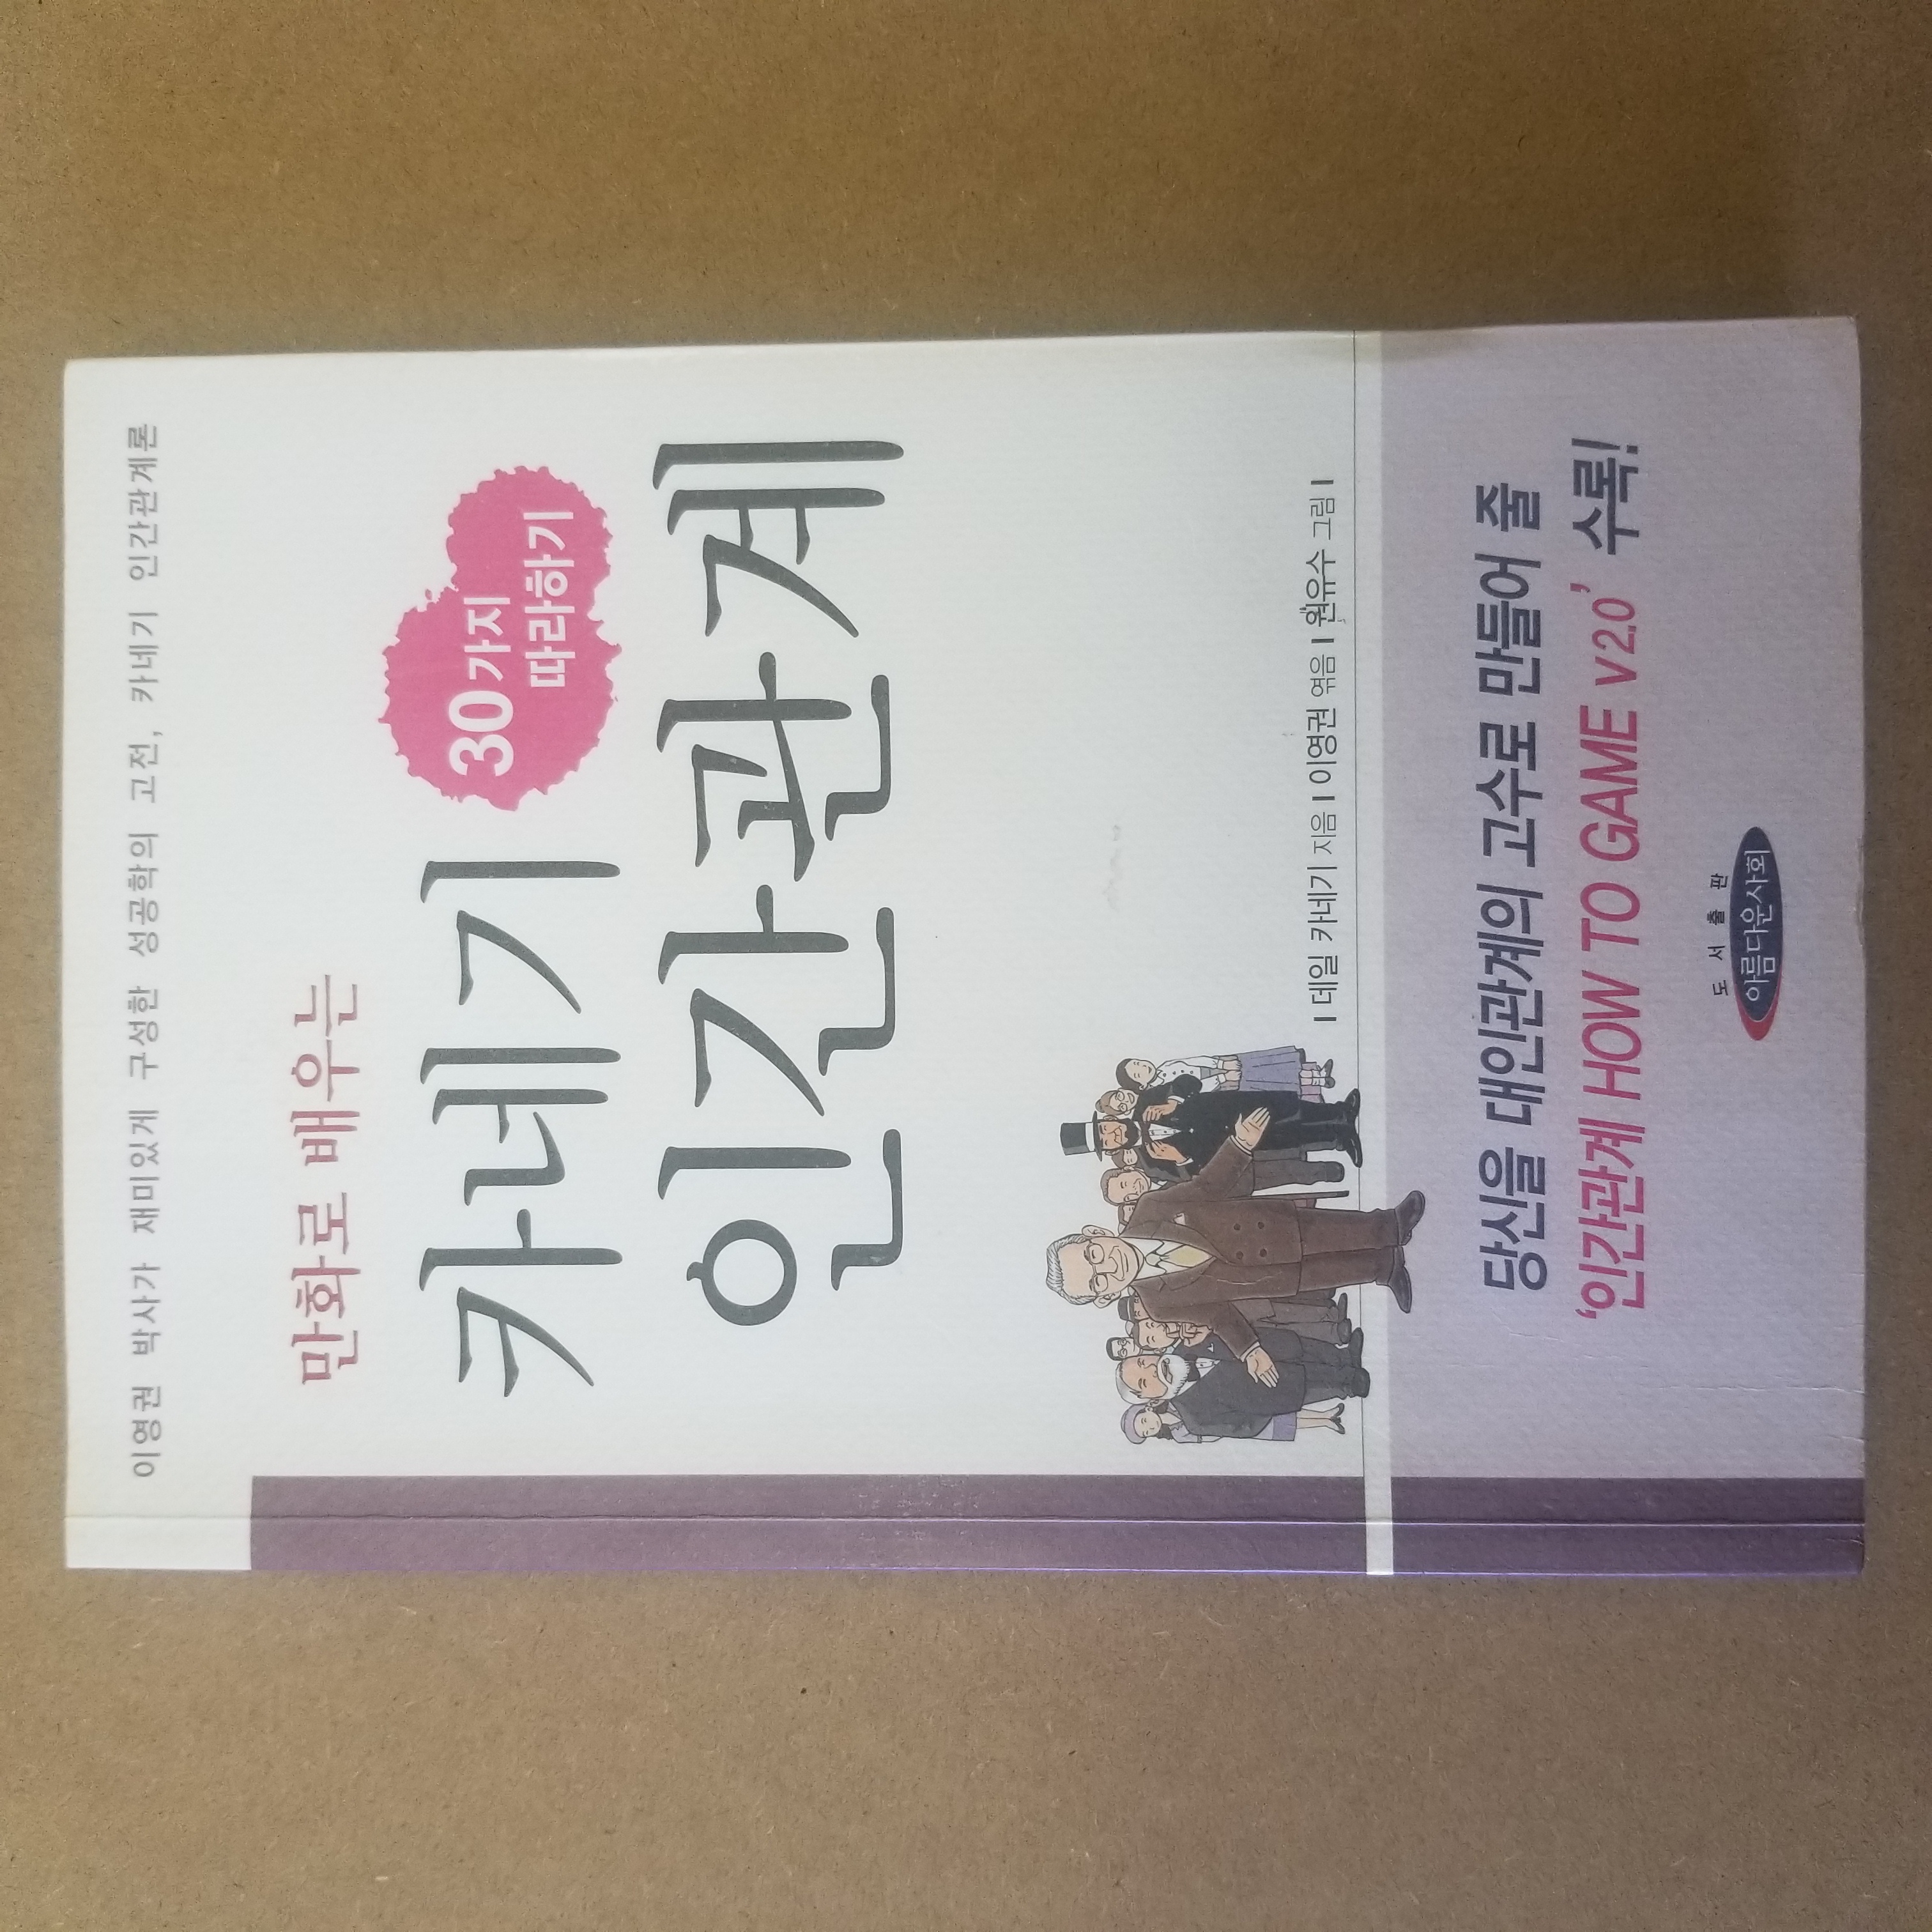 이영권 박사가 재미있게 구성한 성공학의 고전, 카네기 인간관계론
만화로 배우는
카네기
30가지
따라하기
인간관계
I 데일 카네기 지음 I 이영권 엮음 I 원유수 그림 I
당신을 대인관계의 고수로 만들어 줄
‘인간관계 HOW TO GAME v2.0’ 수록!
도서출판
아름다운사회